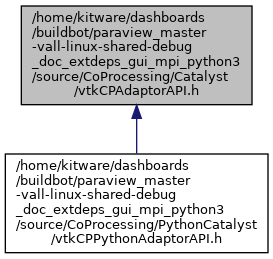 /home/kitware/dashboards
/buildbot/paraview_master
-vall-linux-shared-debug
_doc_extdeps_gui_mpi_python3
/source/CoProcessing/Catalyst
/vtkCPAdaptorAPI.h
/home/kitware/dashboards
/buildbot/paraview_master
-vall-linux-shared-debug
_doc_extdeps_gui_mpi_python3
/source/CoProcessing/PythonCatalyst
/vtkCPPythonAdaptorAPI.h